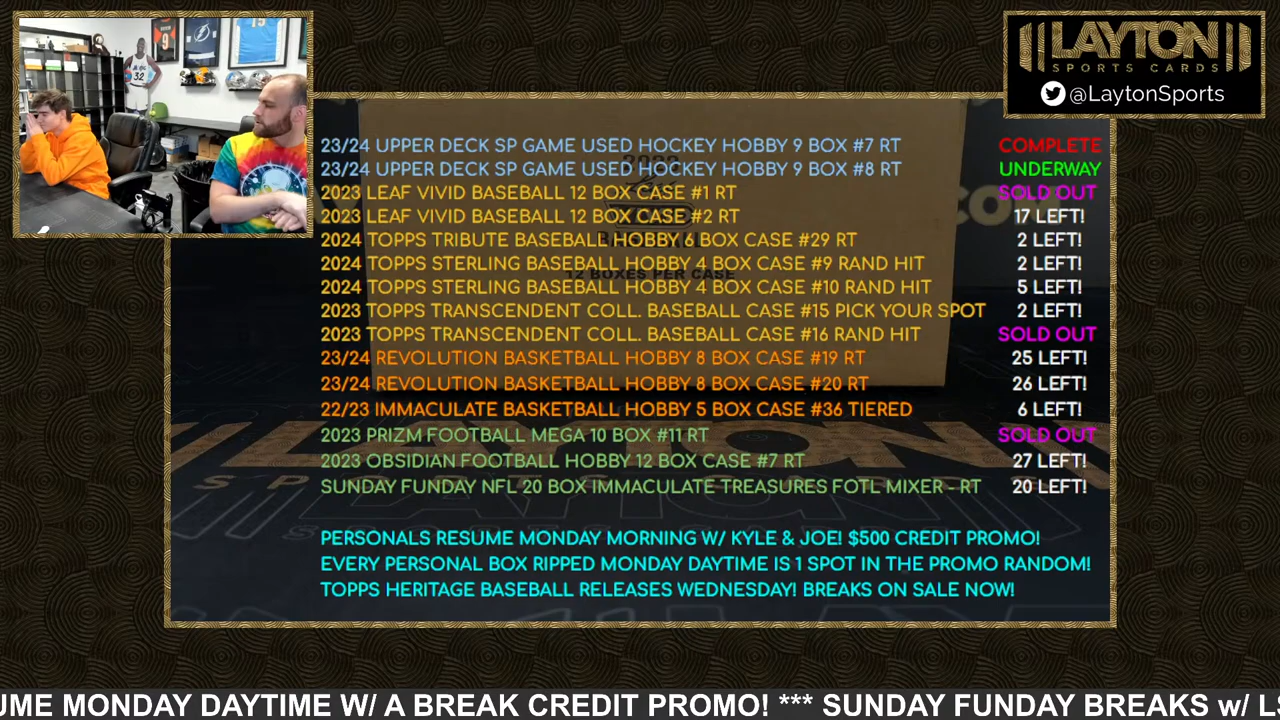 LAYTON
SPORTS CARDS
@LaytonSports
23/24 UPPER DECK SP GAME USED HOCKEY HOBBY 9 BOX #7 RT COMPLETE
23/24 UPPER DECK SP GAME USED HOCKEY HOBBY 9 BOX #8 RT UNDERWAY
2023 LEAF VIVID BASEBALL 12 BOX CASE #1 RT SOLD OUT
2023 LEAF VIVID BASEBALL 12 BOX CASE #2 RT 17 LEFT!
2024 TOPPS TRIBUTE BASEBALL HOBBY 6 BOX CASE #29 RT 2 LEFT!
2024 TOPPS STERLING BASEBALL HOBBY 4 BOX CASE #9 RAND HIT 2 LEFT!
12 BOXES PER CASE
2024 TOPPS STERLING BASEBALL HOBBY 4 BOX CASE #10 RAND HIT 5 LEFT!
2023 TOPPS TRANSCENDENT COLL. BASEBALL CASE #15 PICK YOUR SPOT 2 LEFT!
2023 TOPPS TRANSCENDENT COLL. BASEBALL CASE #16 RAND HIT SOLD OUT
23/24 REVOLUTION BASKETBALL HOBBY 8 BOX CASE #19 RT 25 LEFT!
23/24 REVOLUTION BASKETBALL HOBBY 8 BOX CASE #20 RT 26 LEFT!
22/23 IMMACULATE BASKETBALL HOBBY 5 BOX CASE #36 TIERED 6 LEFT!
2023 PRIZM FOOTBALL MEGA 10 BOX #11 RT SOLD OUT
2023 OBSIDIAN FOOTBALL HOBBY 12 BOX CASE #7 RT 27 LEFT!
SUNDAY FUNDAY NFL 20 BOX IMMACULATE TREASURES FOTL MIXER - RT 20 LEFT!
PERSONALS RESUME MONDAY MORNING W/ KYLE & JOE! $500 CREDIT PROMO!
EVERY PERSONAL BOX RIPPED MONDAY DAYTIME IS 1 SPOT IN THE PROMO RANDOM!
TOPPS HERITAGE BASEBALL RELEASES WEDNESDAY! BREAKS ON SALE NOW!
UME MONDAY DAYTIME W/ A BREAK CREDIT PROMO! *** SUNDAY FUNDAY BREAKS w/ LS